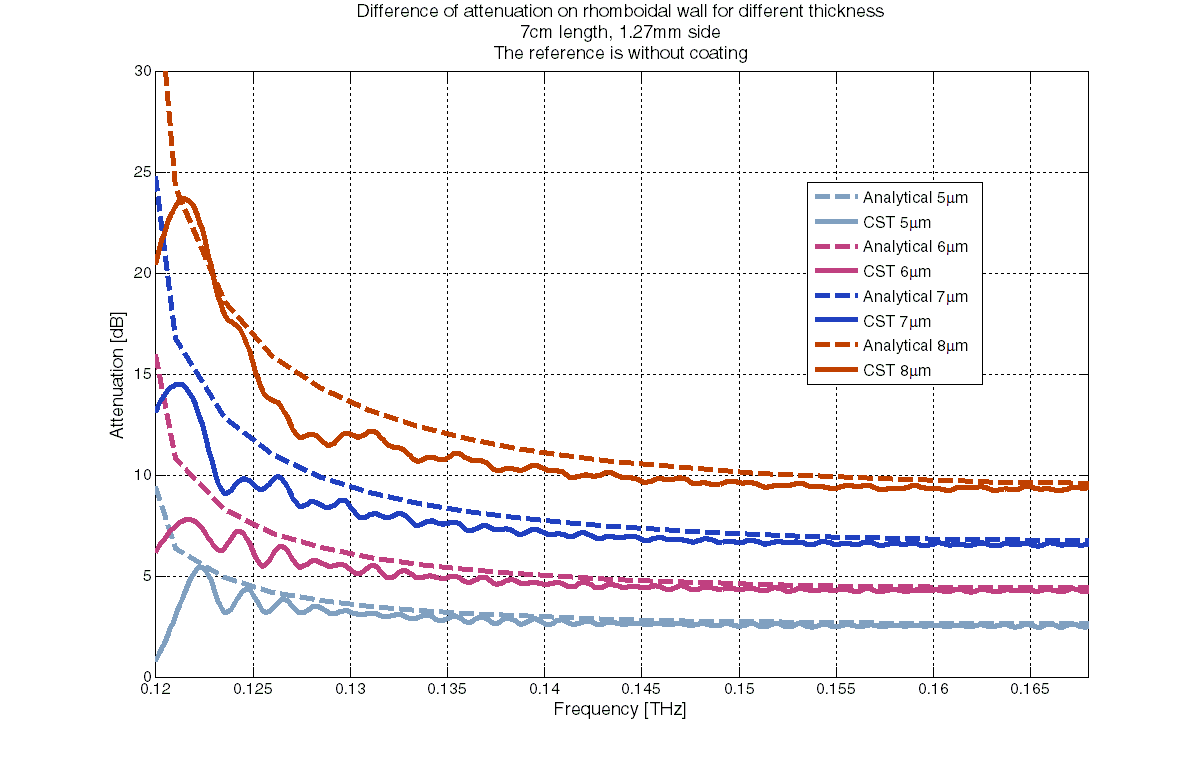 Difference of attenuation on rhomboidal wall for different thickness
7cm length, 1.27mm side
The reference is without coating
30
25
20
15
10
5
0
Attenuation [dB]
Analytical 5μm
CST 5μm
Analytical 6μm
CST 6μm
Analytical 7μm
CST 7μm
Analytical 8μm
CST 8μm
0.12 0.125 0.13 0.135 0.14 0.145 0.15 0.155 0.16 0.165
Frequency [THz]